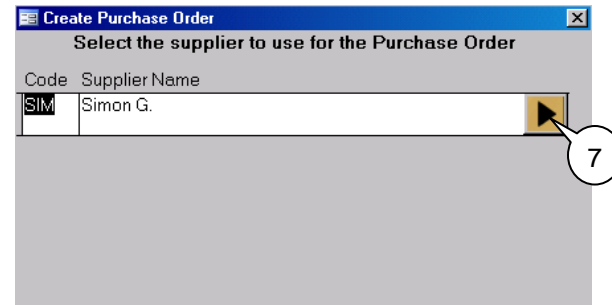 Create Purchase Order
Select the supplier to use for the Purchase Order
Code Supplier Name
SIM Simon G.
7